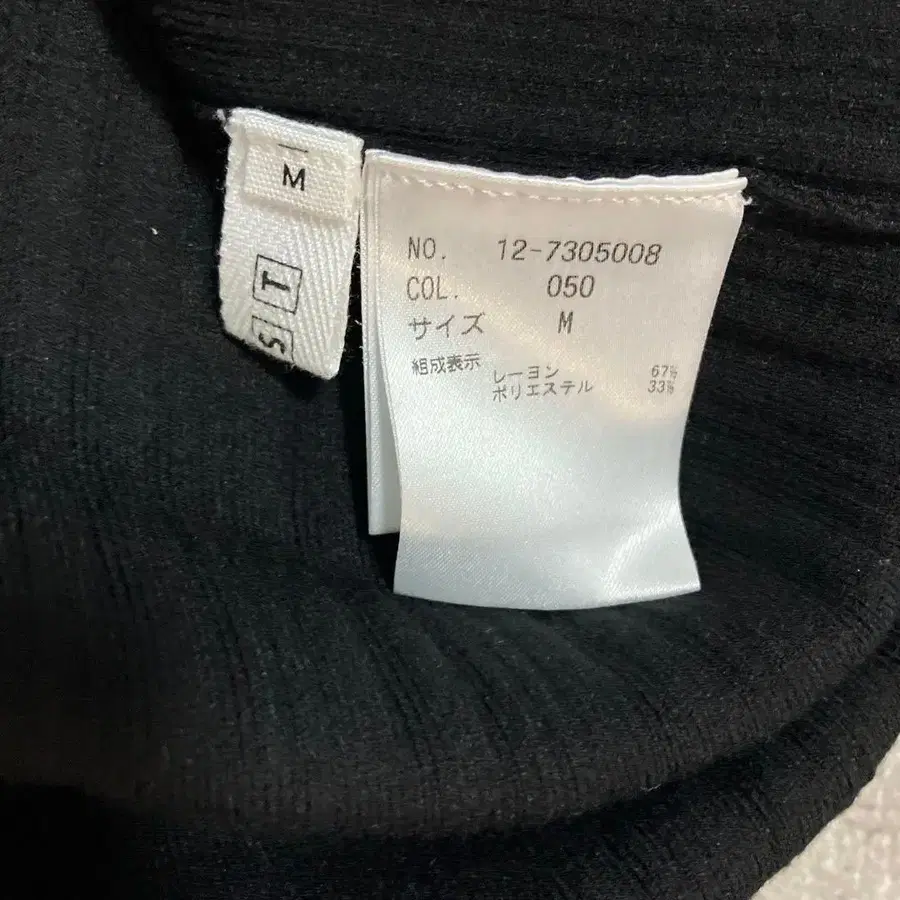 M
T
S
NO. 12-7305008
COL. 050
サイズ M
組成表示
レーヨン 67%
ポリエステル 33%